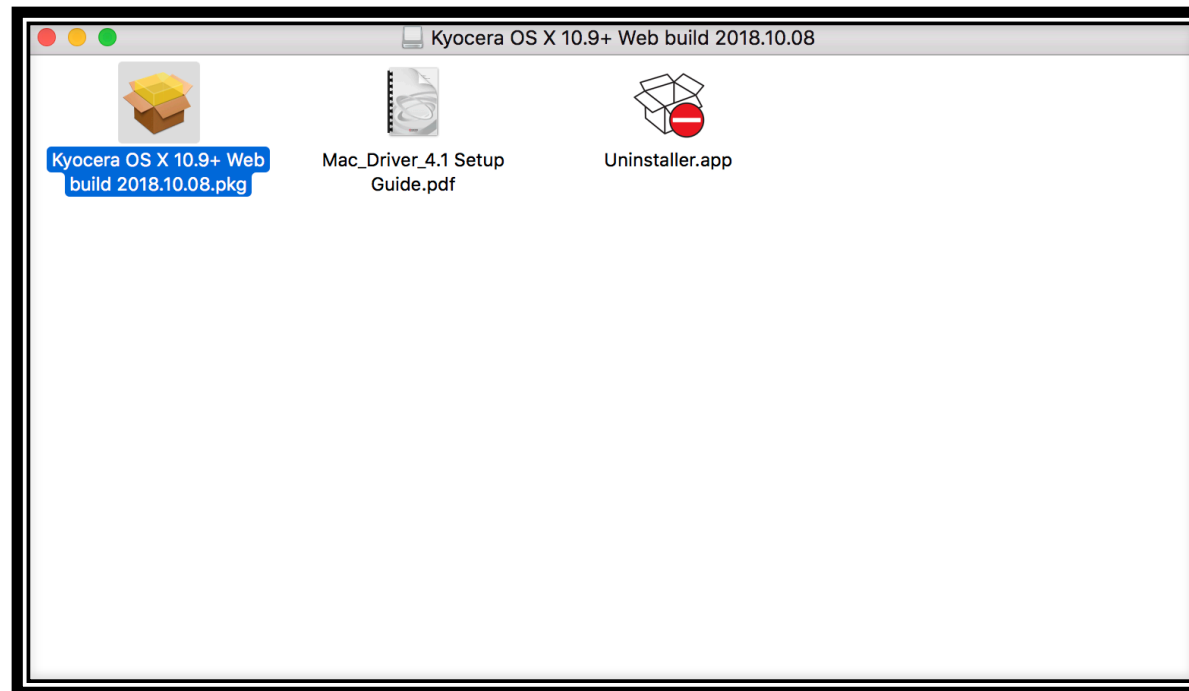 Kyocera OS X 10.9+ Web build 2018.10.08
Kyocera OS X 10.9+ Web
build 2018.10.08.pkg
Mac_Driver_4.1 Setup
Guide.pdf
Uninstaller.app